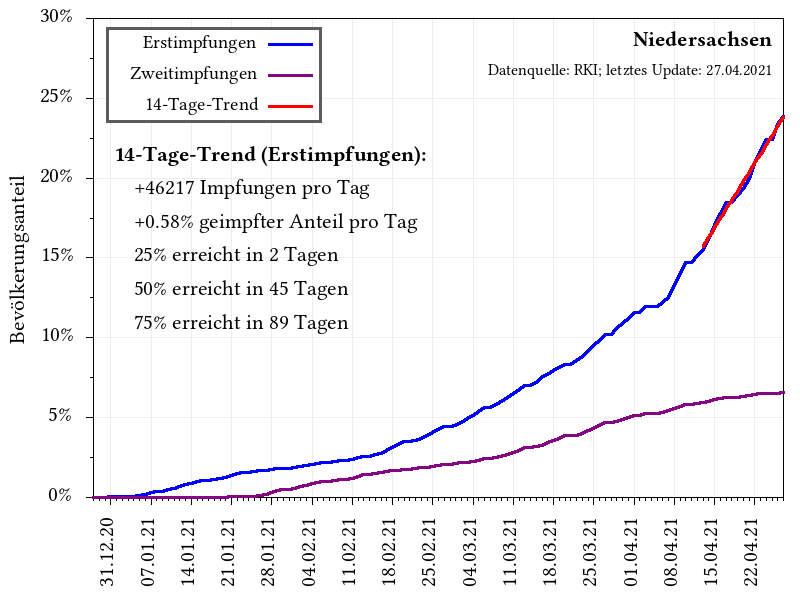 Niedersachsen
Datenquelle: RKI; letztes Update: 27.04.2021
Erstimpfungen
Zweitimpfungen
14-Tage-Trend
14-Tage-Trend (Erstimpfungen):
+46217 Impfungen pro Tag
+0.58% geimpfter Anteil pro Tag
25% erreicht in 2 Tagen
50% erreicht in 45 Tagen
75% erreicht in 89 Tagen
Bevölkerungsanteil
30%
25%
20%
15%
10%
5%
0%
31.12.20
07.01.21
14.01.21
21.01.21
28.01.21
04.02.21
11.02.21
18.02.21
25.02.21
04.03.21
11.03.21
18.03.21
25.03.21
01.04.21
08.04.21
15.04.21
22.04.21